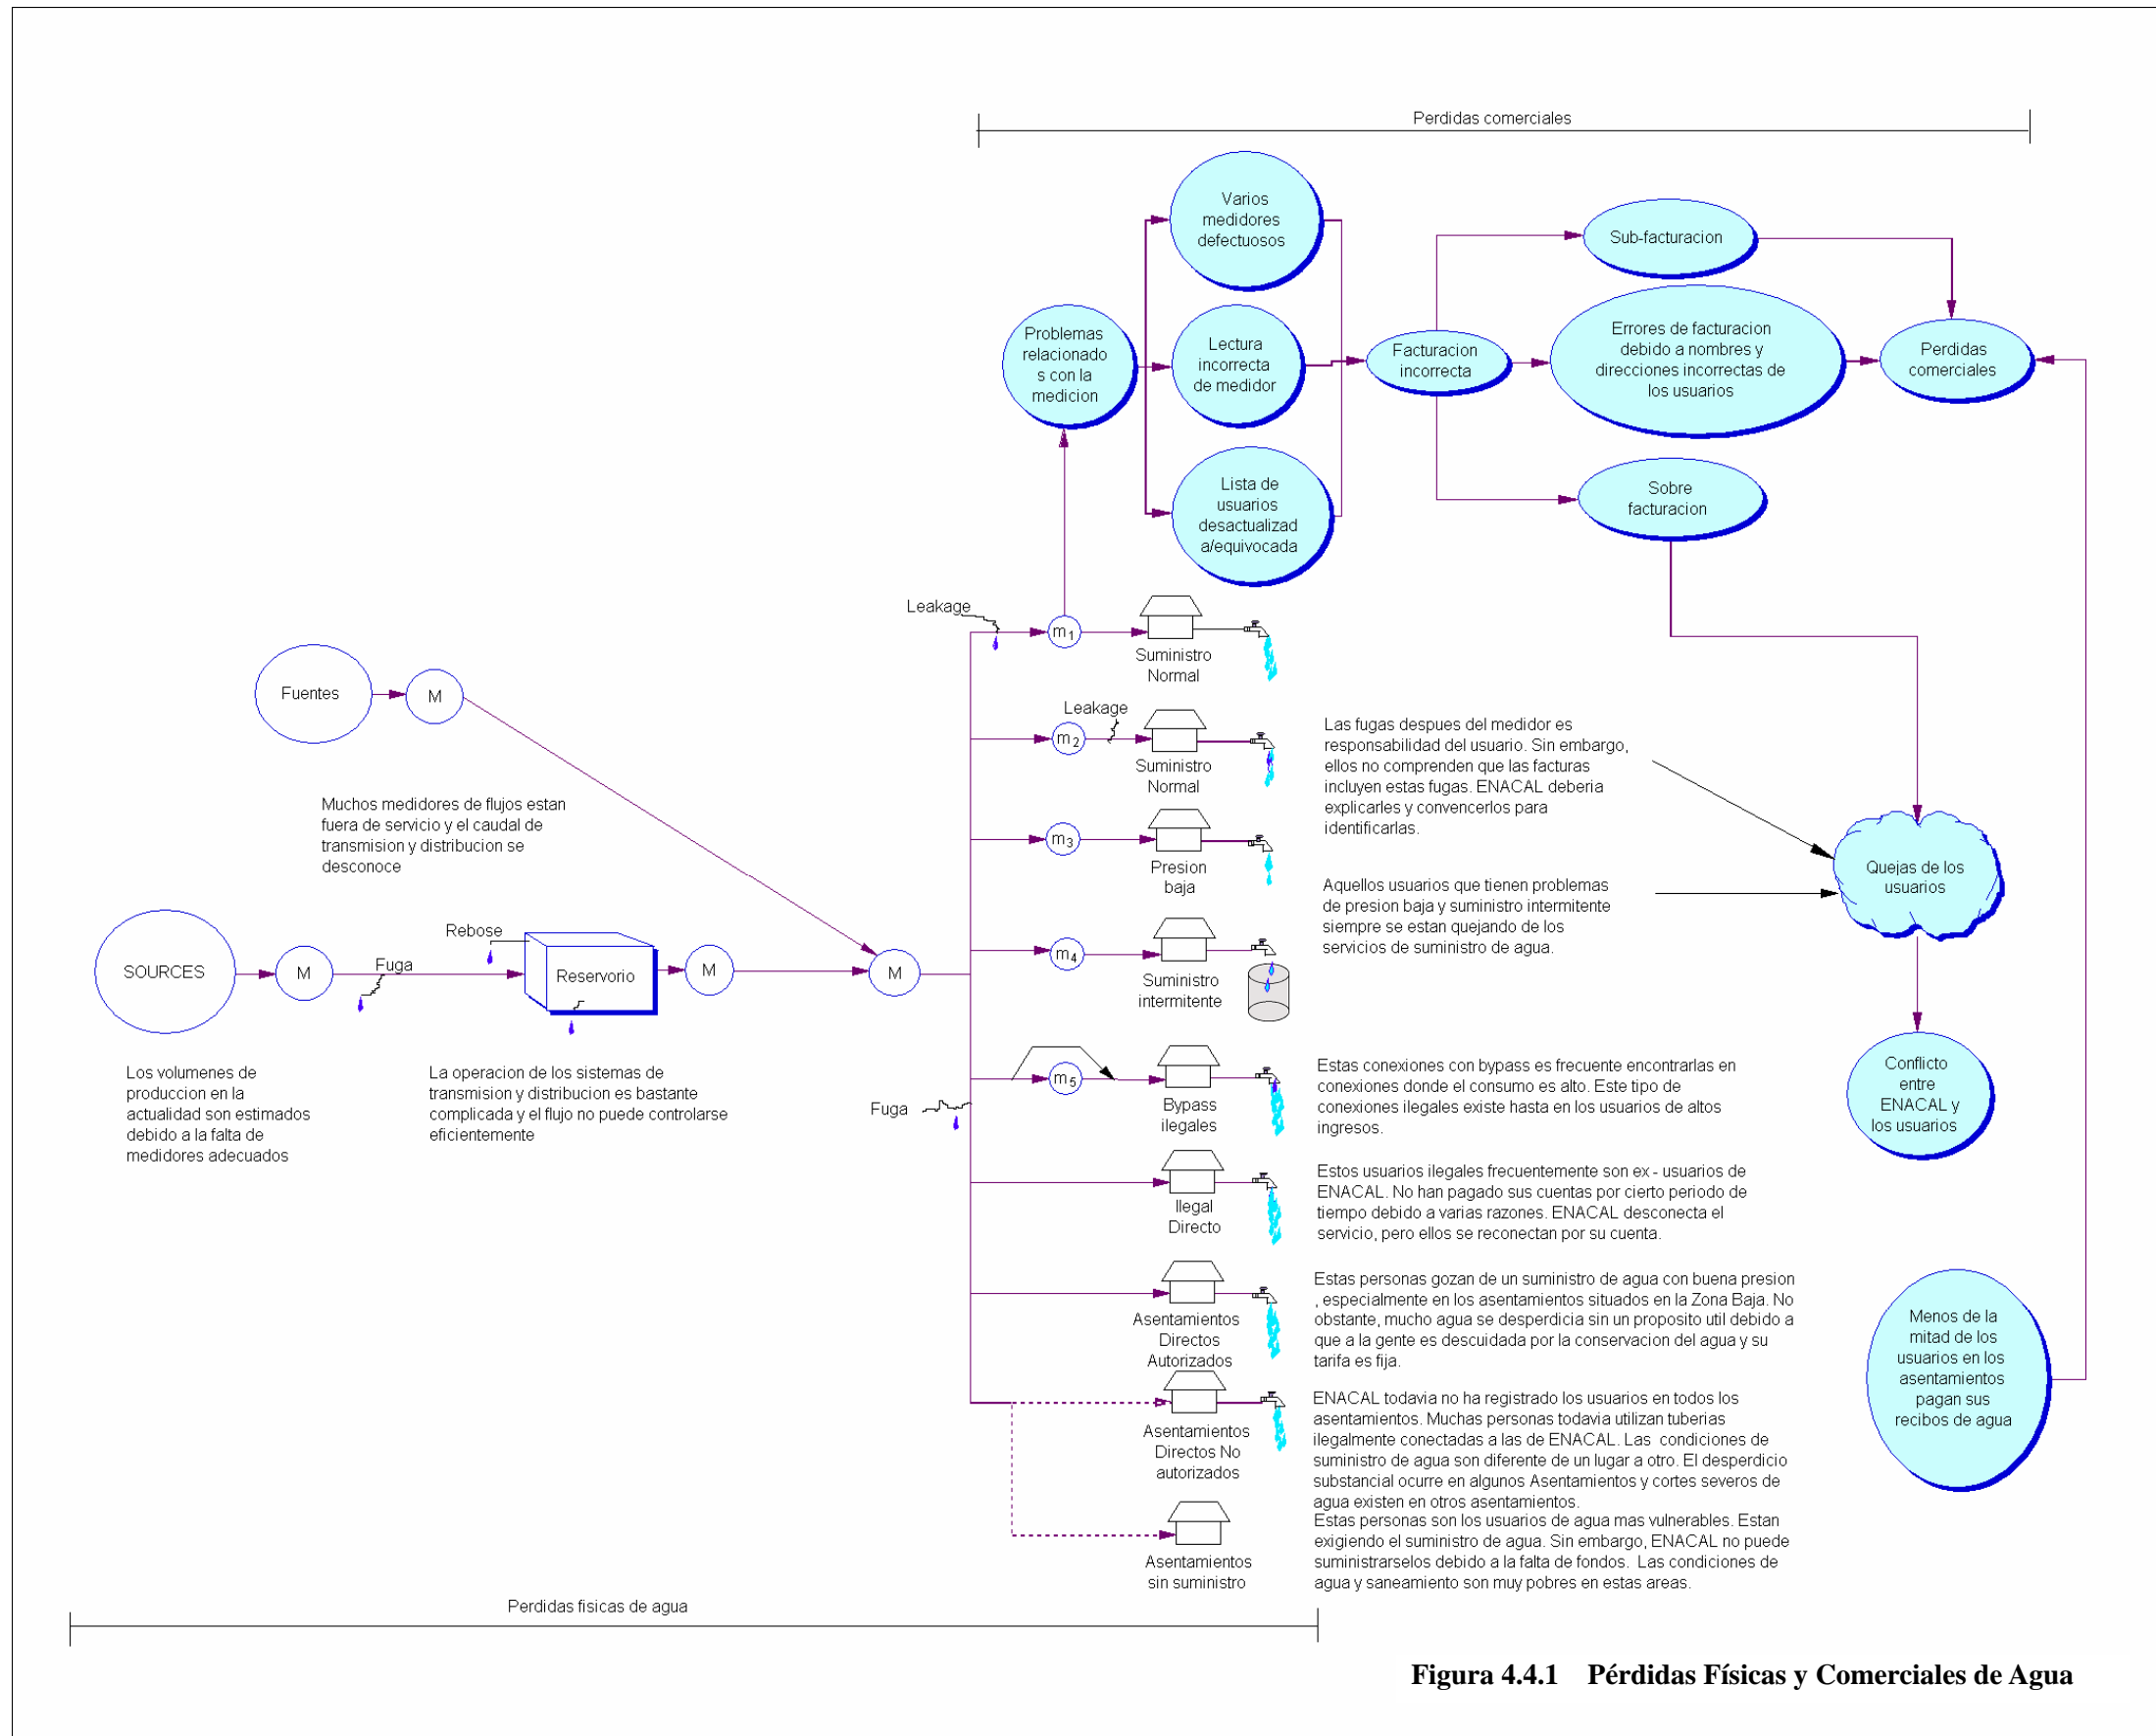 Perdidas comerciales
Varios
medidores
defectuosos
Sub-facturacion
Problemas
relacionado
s con la
medicion
Lectura
incorrecta
de medidor
Facturacion
incorrecta
Errores de facturacion
debido a nombres y
direcciones incorrectas de
los usuarios
Perdidas
comerciales
Lista de
usuarios
desactualizad
a/equivocada
Sobre
facturacion
Leakage
m1
Suministro
Normal
Fuentes
M
Leakage
m2
Suministro
Normal
Las fugas despues del medidor es
responsabilidad del usuario. Sin embargo,
ellos no comprenden que las facturas
incluyen estas fugas. ENACAL deberia
explicarles y convencerlos para
identificarlas.
Muchos medidores de flujos estan
fuera de servicio y el caudal de
transmision y distribucion se
desconoce
m3
Presion
baja
Quejas de los
usuarios
Aquellos usuarios que tienen problemas
de presion baja y suministro intermitente
siempre se estan quejando de los
servicios de suministro de agua.
SOURCES
M
Fuga
Rebose
Reservorio
M
M
m4
Suministro
intermitente
Los volumenes de
produccion en la
actualidad son estimados
debido a la falta de
medidores adecuados
La operacion de los sistemas de
transmision y distribucion es bastante
complicada y el flujo no puede controlarse
eficientemente
Fuga
m5
Bypass
ilegales
Estas conexiones con bypass es frecuente encontrarlas en
conexiones donde el consumo es alto. Este tipo de
conexiones ilegales existe hasta en los usuarios de altos
ingresos.
Conflicto
entre
ENACAL y
los usuarios
Ilegal
Directo
Estos usuarios ilegales frecuentemente son ex - usuarios de
ENACAL. No han pagado sus cuentas por cierto periodo de
tiempo debido a varias razones. ENACAL desconecta el
servicio, pero ellos se reconectan por su cuenta.
Asentamientos
Directos
Autorizados
Estas personas gozan de un suministro de agua con buena presion
, especialmente en los asentamientos situados en la Zona Baja. No
obstante, mucho agua se desperdicia sin un proposito util debido a
que a la gente es descuidada por la conservacion del agua y su
tarifa es fija.
Menos de la
mitad de los
usuarios en los
asentamientos
pagan sus
recibos de agua
Asentamientos
Directos No
autorizados
ENACAL todavia no ha registrado los usuarios en todos los
asentamientos. Muchas personas todavia utilizan tuberias
ilegalmente conectadas a las de ENACAL. Las condiciones de
suministro de agua son diferente de un lugar a otro. El desperdicio
substancial ocurre en algunos Asentamientos y cortes severos de
agua existen en otros asentamientos.
Asentamientos
sin suministro
Estas personas son los usuarios de agua mas vulnerables. Estan
exigiendo el suministro de agua. Sin embargo, ENACAL no puede
suministrarselos debido a la falta de fondos. Las condiciones de
agua y saneamiento son muy pobres en estas areas.
Perdidas fisicas de agua
Figura 4.4.1 Pérdidas Físicas y Comerciales de Agua